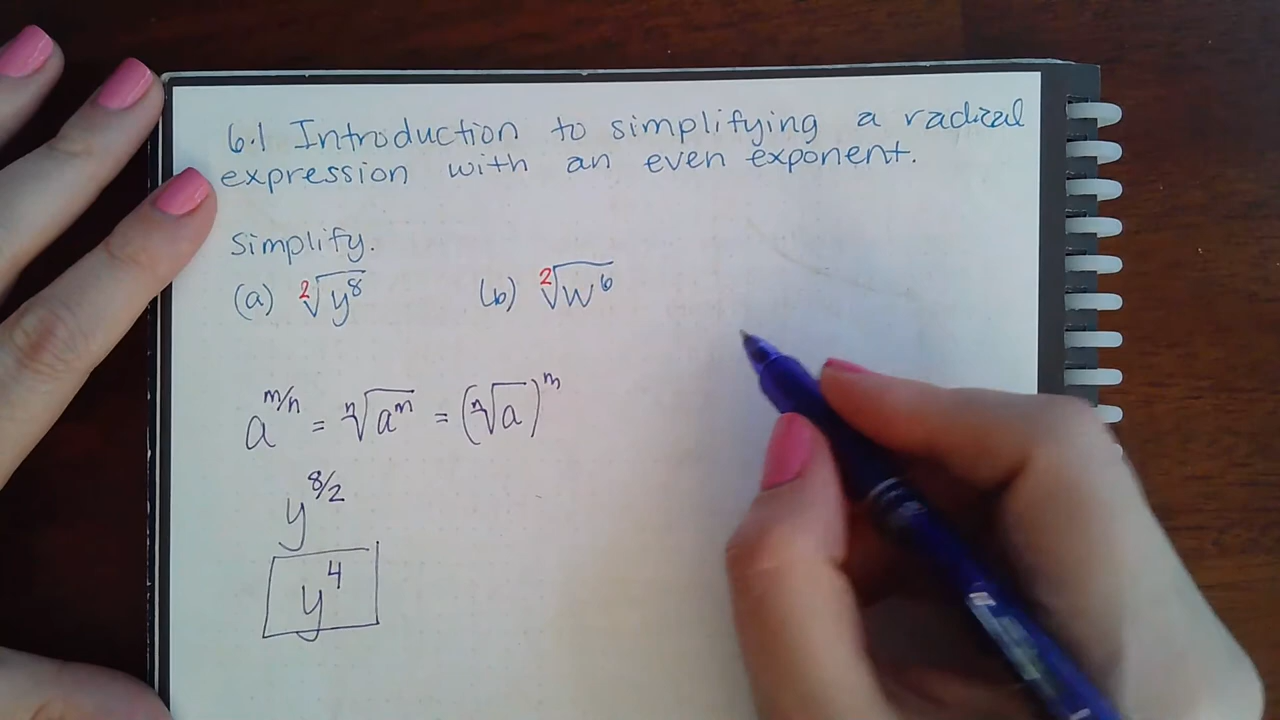 6.1 Introduction to simplifying a radical
expression with an even exponent.
Simplify.
(a) ²√y⁸ (b) ²√w⁶
a^m/n = ⁿ√a^m = (ⁿ√a)^m
y^8/2
y⁴